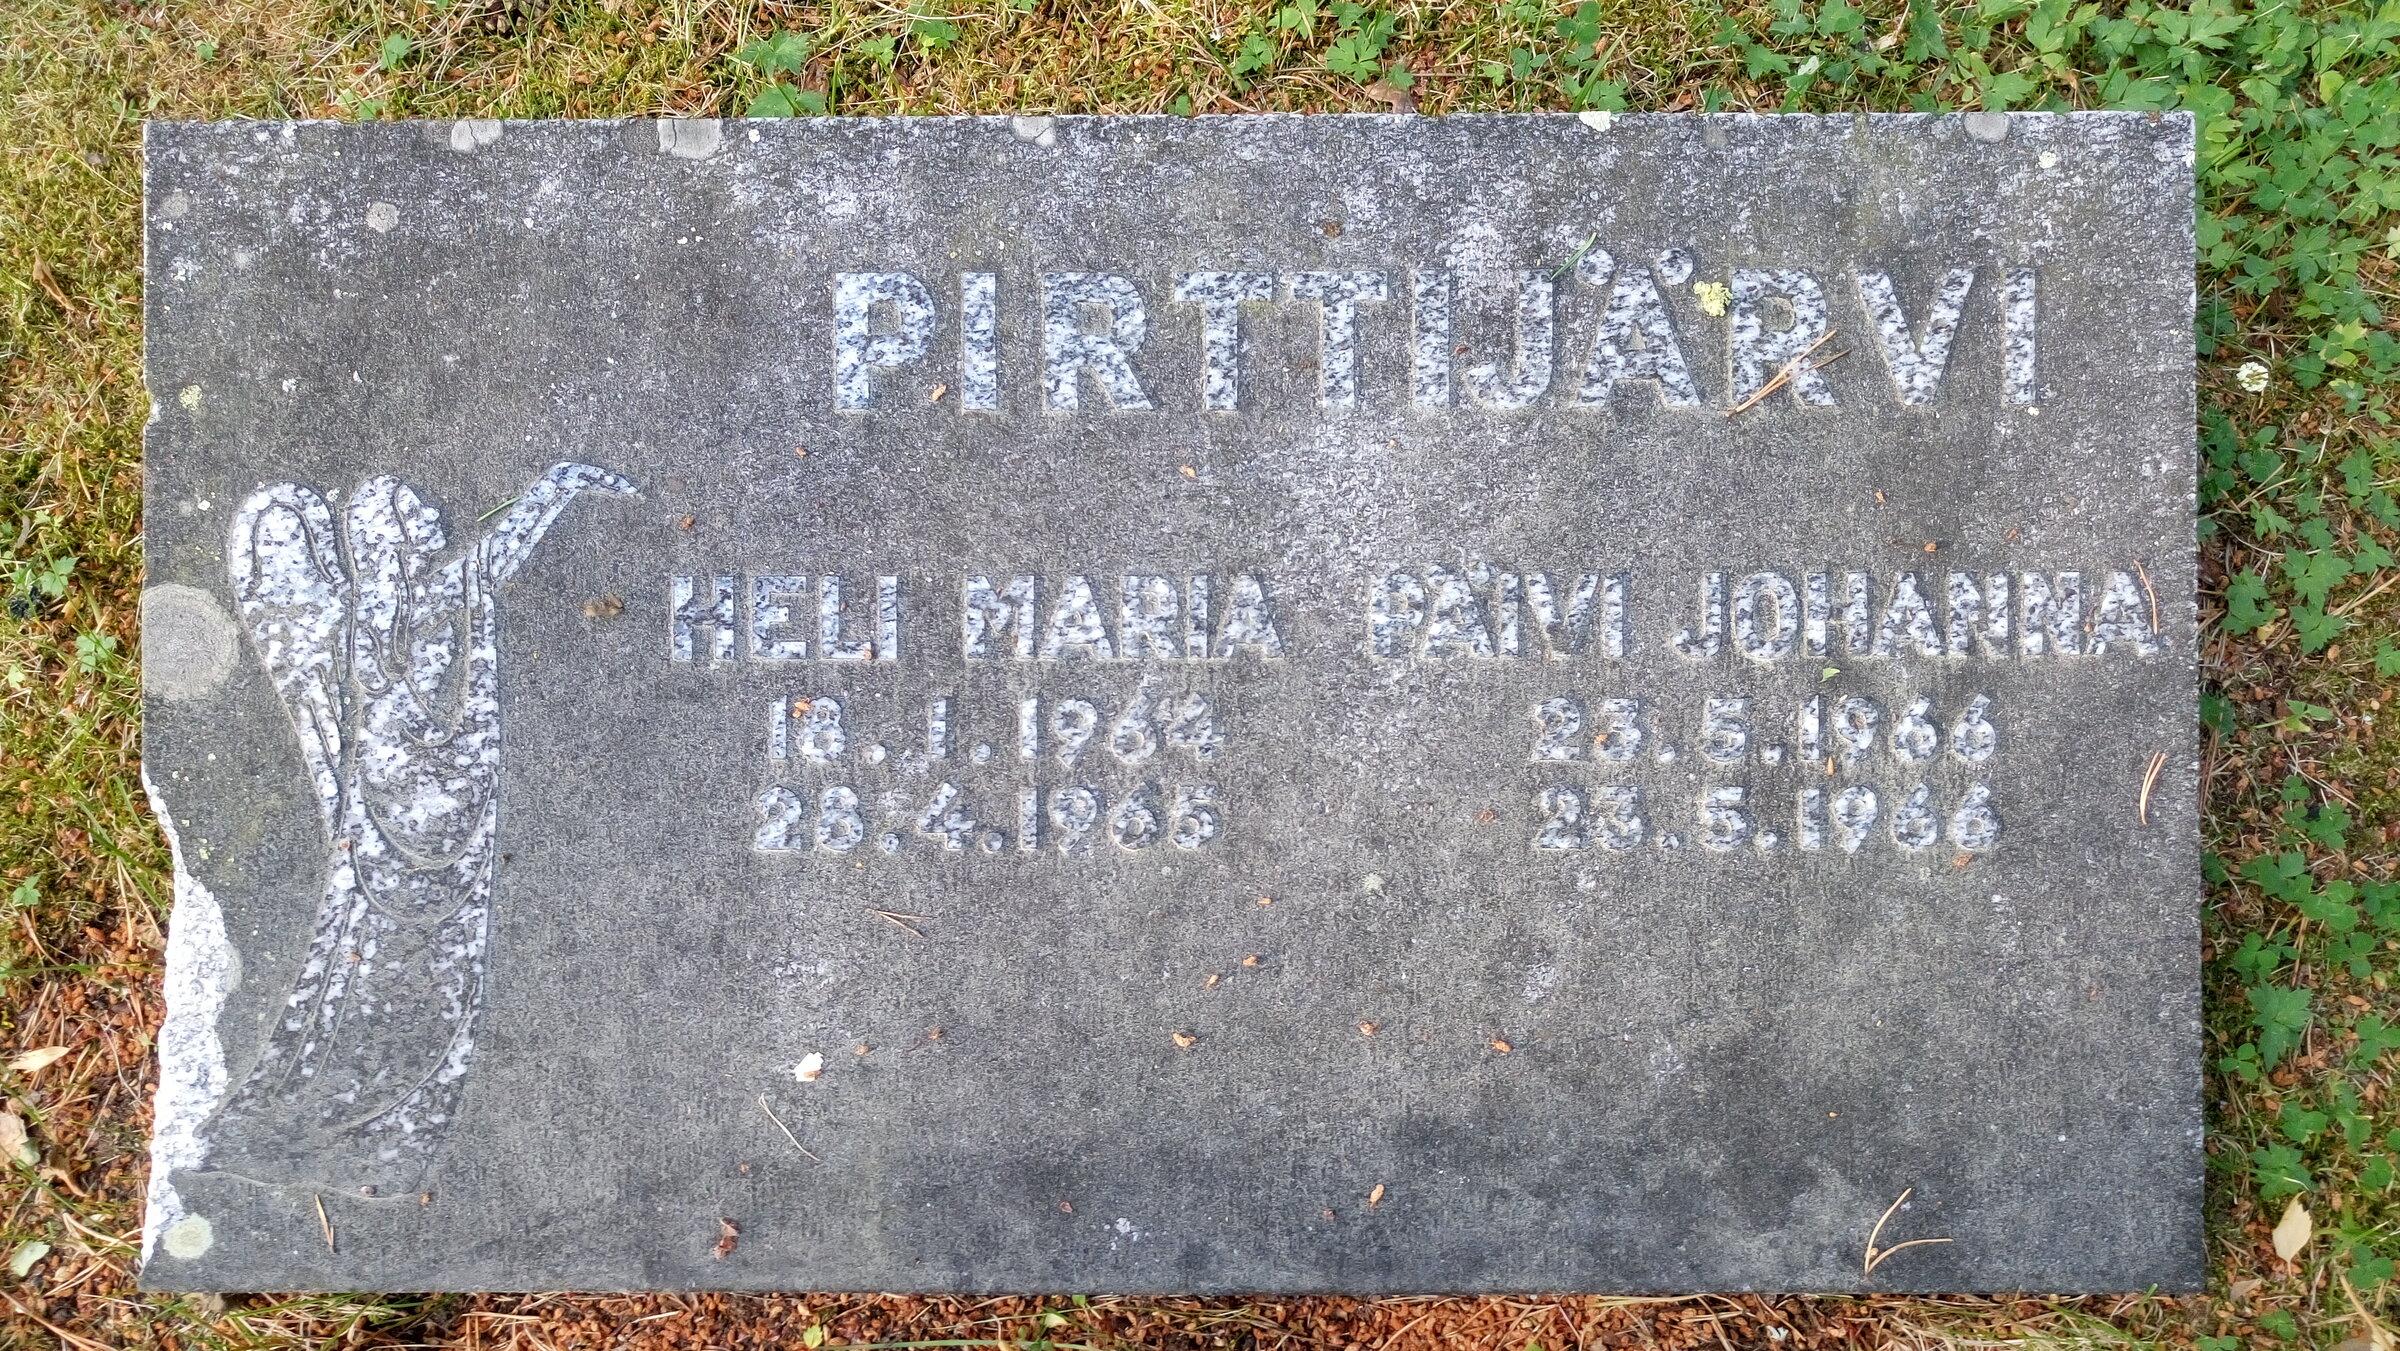 PIRTTIJÄRVI
HELI MARIA PÄIVI JOHANNA
18.1.1964 23.5.1966
28.4.1965 23.5.1966